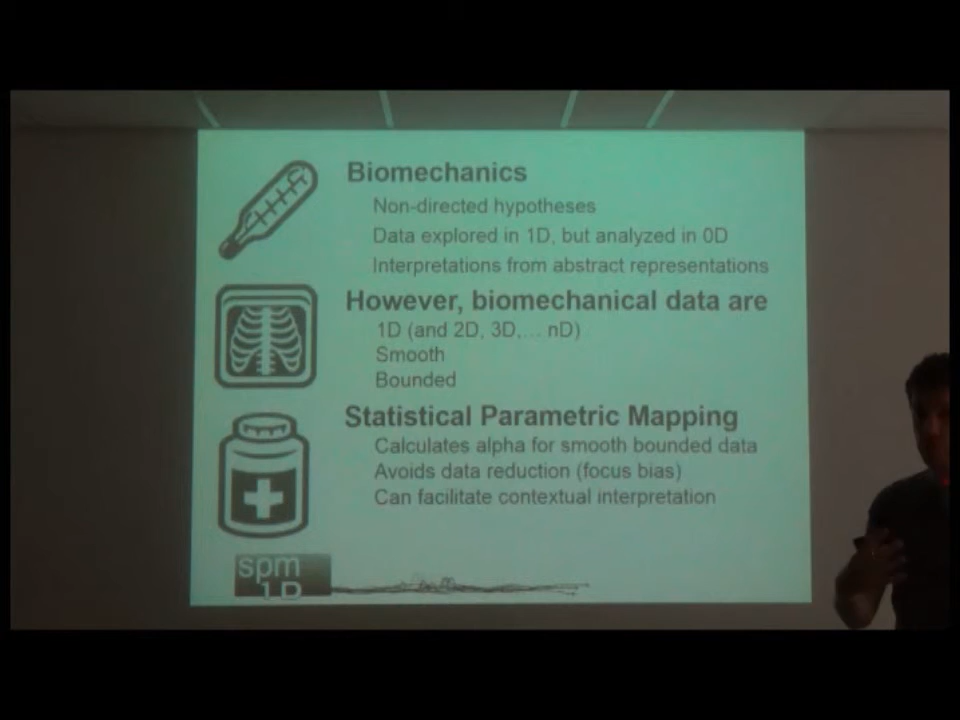 Biomechanics
Non-directed hypotheses
Data explored in 1D, but analyzed in 0D
Interpretations from abstract representations
However, biomechanical data are
1D (and 2D, 3D,... nD)
Smooth
Bounded
Statistical Parametric Mapping
Calculates alpha for smooth bounded data
Avoids data reduction (focus bias)
Can facilitate contextual interpretation
spm
1D